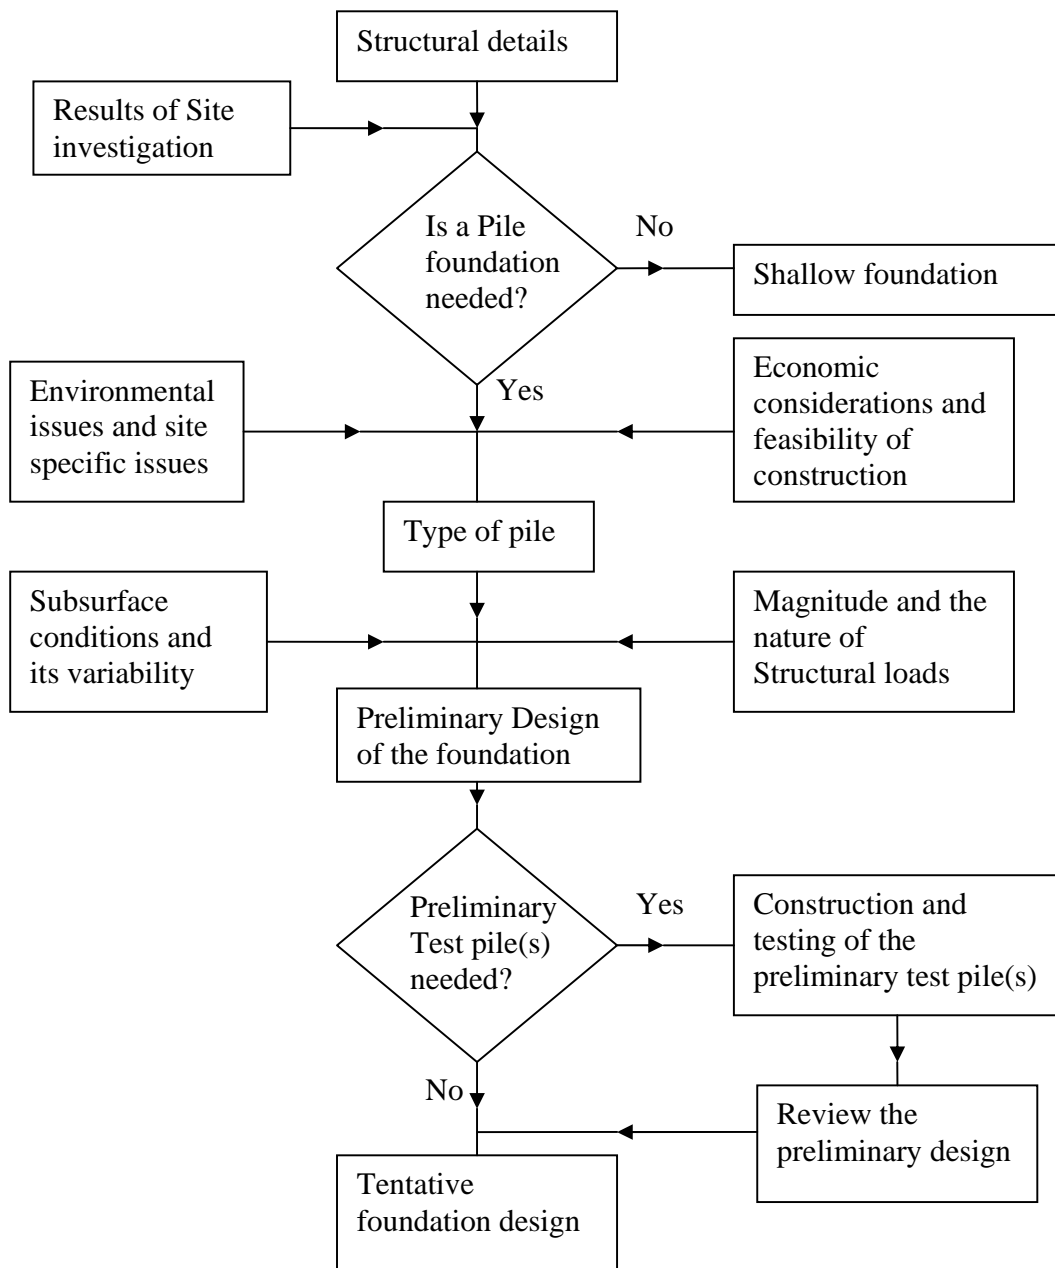 Structural details
Results of Site
investigation
Is a Pile
foundation
needed?
No
Shallow foundation
Environmental
issues and site
specific issues
Yes
Economic
considerations and
feasibility of
construction
Type of pile
Subsurface
conditions and
its variability
Magnitude and the
nature of
Structural loads
Preliminary Design
of the foundation
Preliminary
Test pile(s)
needed?
Yes
Construction and
testing of the
preliminary test pile(s)
No
Review the
preliminary design
Tentative
foundation design